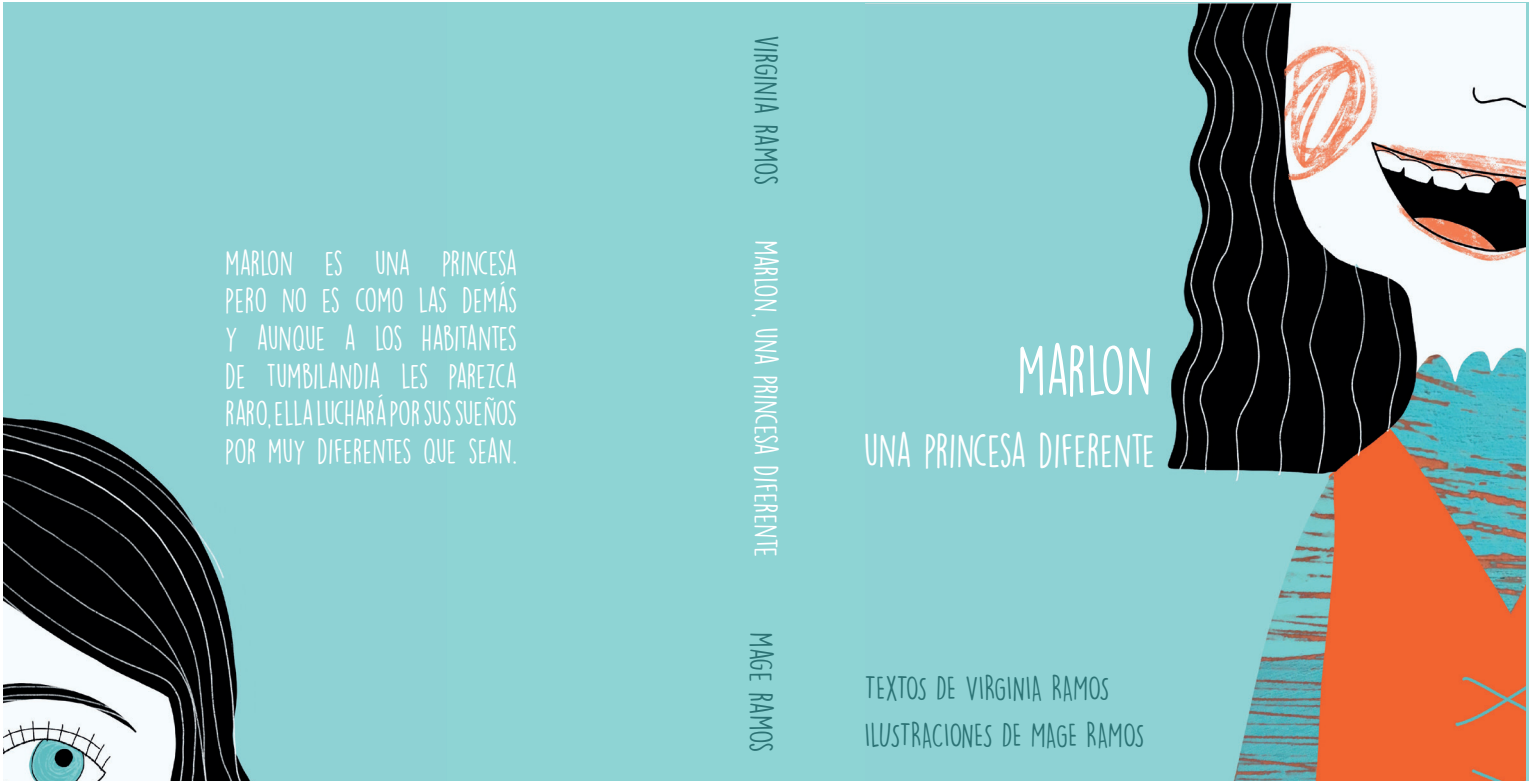 MARLON ES UNA PRINCESA
PERO NO ES COMO LAS DEMÁS
Y AUNQUE A LOS HABITANTES
DE TUMBILANDIA LES PAREZCA
RARO, ELLA LUCHARÁ POR SUS SUEÑOS
POR MUY DIFERENTES QUE SEAN.
VIRGINIA RAMOS
MARLON, UNA PRINCESA DIFERENTE
MAGE RAMOS
MARLON
UNA PRINCESA DIFERENTE
TEXTOS DE VIRGINIA RAMOS
ILUSTRACIONES DE MAGE RAMOS